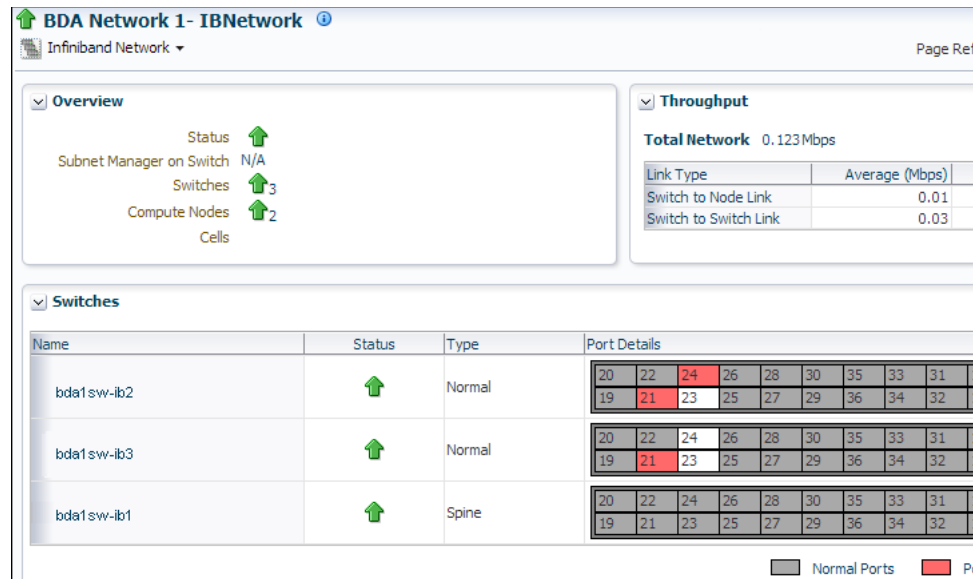 BDA Network 1- IBNetwork
Infiniband Network
Page Ref
Overview
Status
Subnet Manager on Switch N/A
Switches 3
Compute Nodes 2
Cells
Throughput
Total Network 0.123 Mbps
Link Type Average (Mbps)
Switch to Node Link 0.01
Switch to Switch Link 0.03
Switches
Name Status Type Port Details
bda1sw-ib2 Normal
20 22 24 26 28 30 35 33 31
19 21 23 25 27 29 36 34 32
bda1sw-ib3 Normal
20 22 24 26 28 30 35 33 31
19 21 23 25 27 29 36 34 32
bda1sw-ib1 Spine
20 22 24 26 28 30 35 33 31
19 21 23 25 27 29 36 34 32
Normal Ports